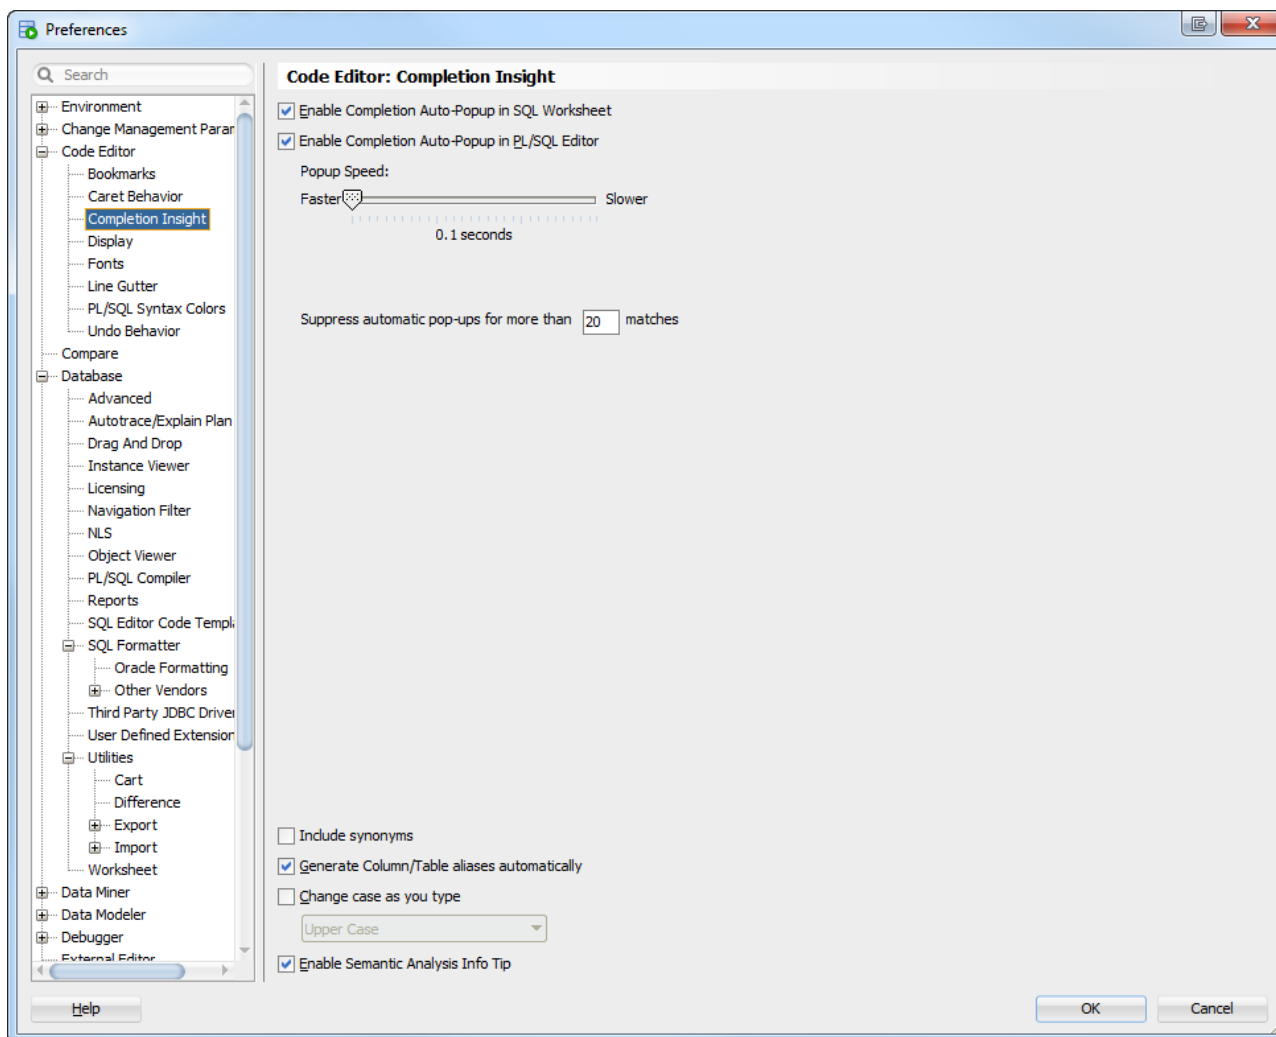 Preferences
Search
Environment
Change Management Parar
Code Editor
Bookmarks
Caret Behavior
Completion Insight
Display
Fonts
Line Gutter
PL/SQL Syntax Colors
Undo Behavior
Compare
Database
Advanced
Autotrace/Explain Plan
Drag And Drop
Instance Viewer
Licensing
Navigation Filter
NLS
Object Viewer
PL/SQL Compiler
Reports
SQL Editor Code Templa
SQL Formatter
Oracle Formatting
Other Vendors
Third Party JDBC Driver
User Defined Extension
Utilities
Cart
Difference
Export
Import
Worksheet
Data Miner
Data Modeler
Debugger
External Editor
Code Editor: Completion Insight
Enable Completion Auto-Popup in SQL Worksheet
Enable Completion Auto-Popup in PL/SQL Editor
Popup Speed:
Faster Slower
0.1 seconds
Suppress automatic pop-ups for more than 20 matches
Include synonyms
Generate Column/Table aliases automatically
Change case as you type
Upper Case
Enable Semantic Analysis Info Tip
Help OK Cancel